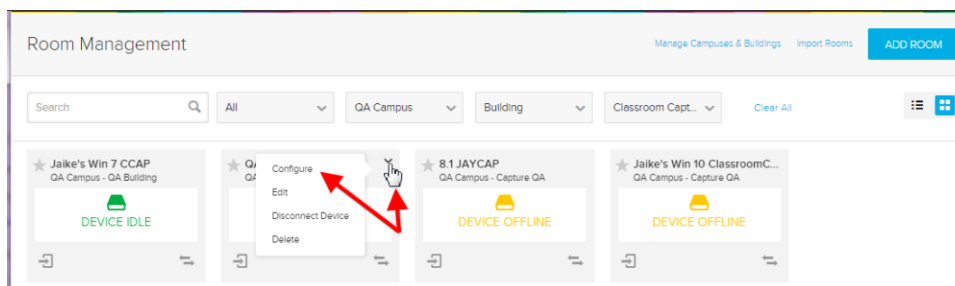 Room Management
Manage Campuses & Buildings
Import Rooms
ADD ROOM
Search
All
QA Campus
Building
Classroom Capt...
Clear All
Jaike's Win 7 CCAP
QA Campus - QA Building
DEVICE IDLE
QA
QA
Configure
Edit
Disconnect Device
Delete
8.1 JAYCAP
QA Campus - Capture QA
DEVICE OFFLINE
Jaike's Win 10 ClassroomC...
QA Campus - Capture QA
DEVICE OFFLINE